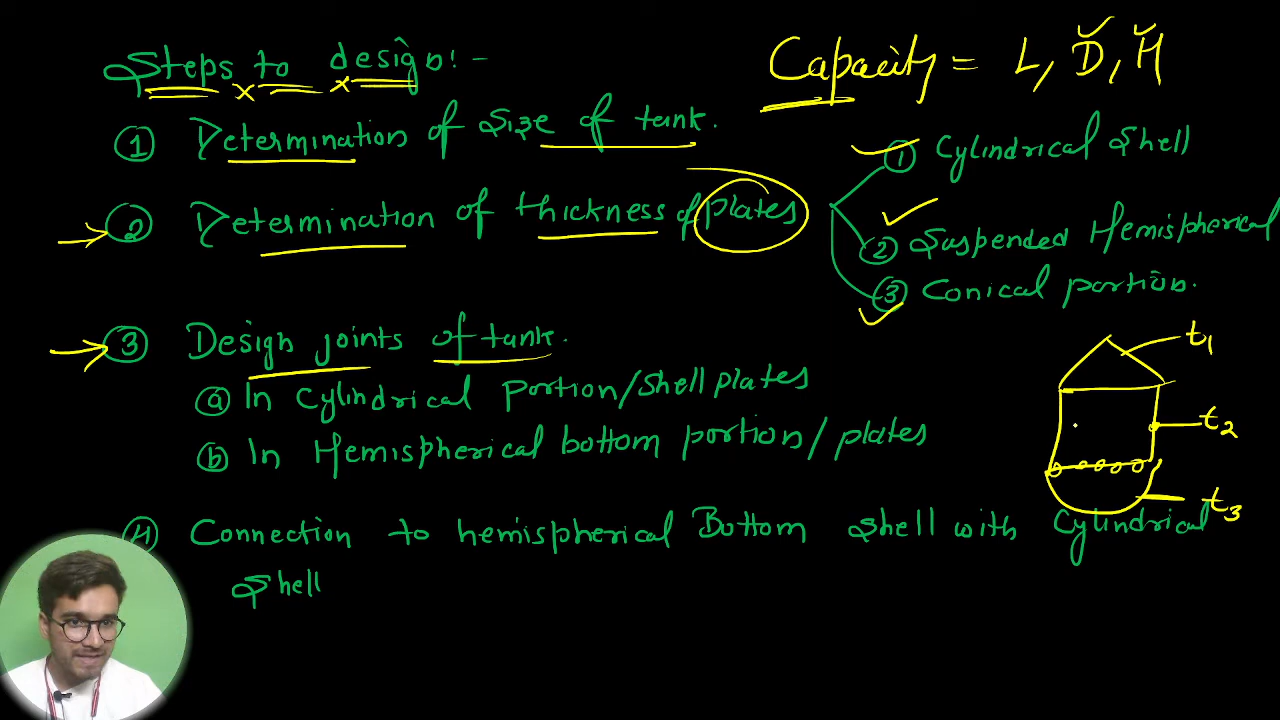 Steps to design:-
Capacity = L, D, H
① Determination of Size of tank.
① Cylindrical Shell
② Determination of thickness of plates
② Suspended Hemispherical
③ Conical portion.
③ Design joints of tank.
t1
ⓐ In Cylindrical Portion/Shell plates
t2
ⓑ In Hemispherical bottom portion/plates
t3
④ Connection to hemispherical Bottom Shell with Cylindrical
Shell